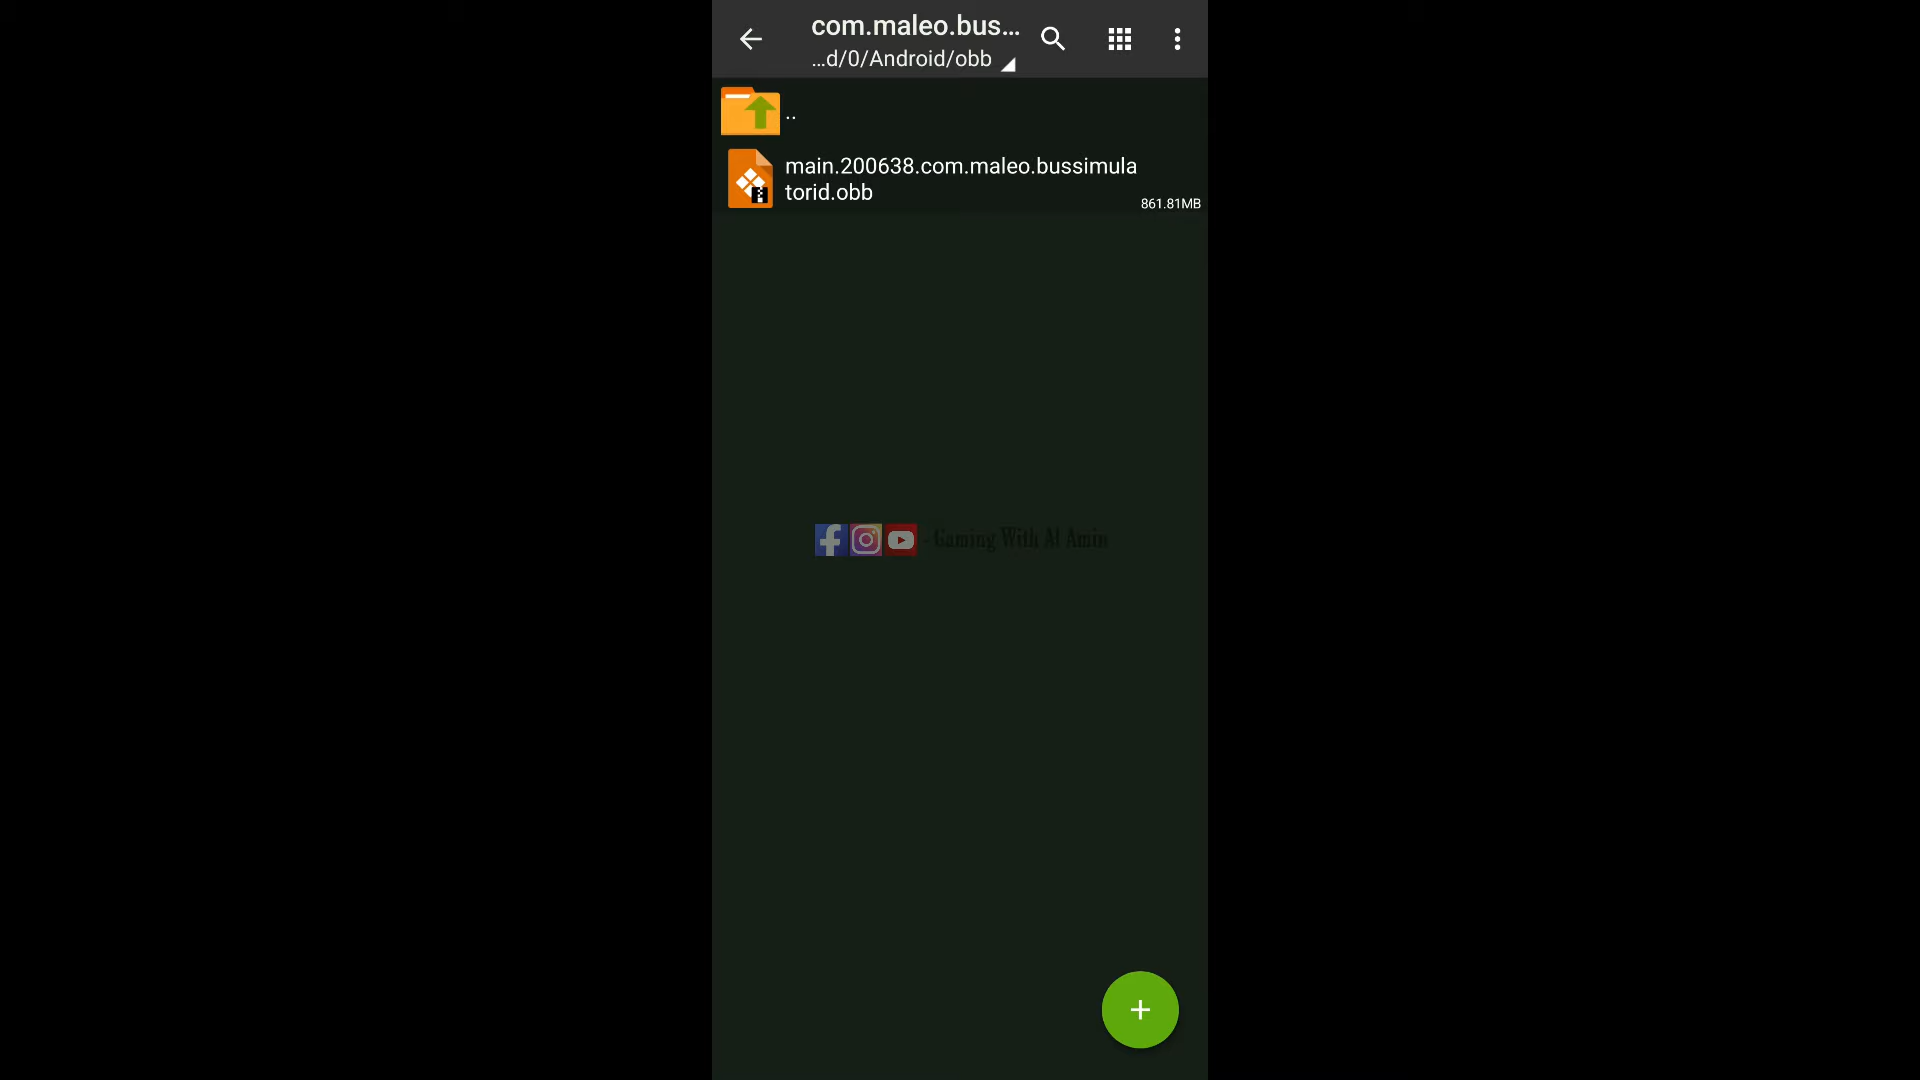 com.maleo.bus...
...d/0/Android/obb
..
main.200638.com.maleo.bussimula
torid.obb
861.81MB
- Gaming With Al Amin